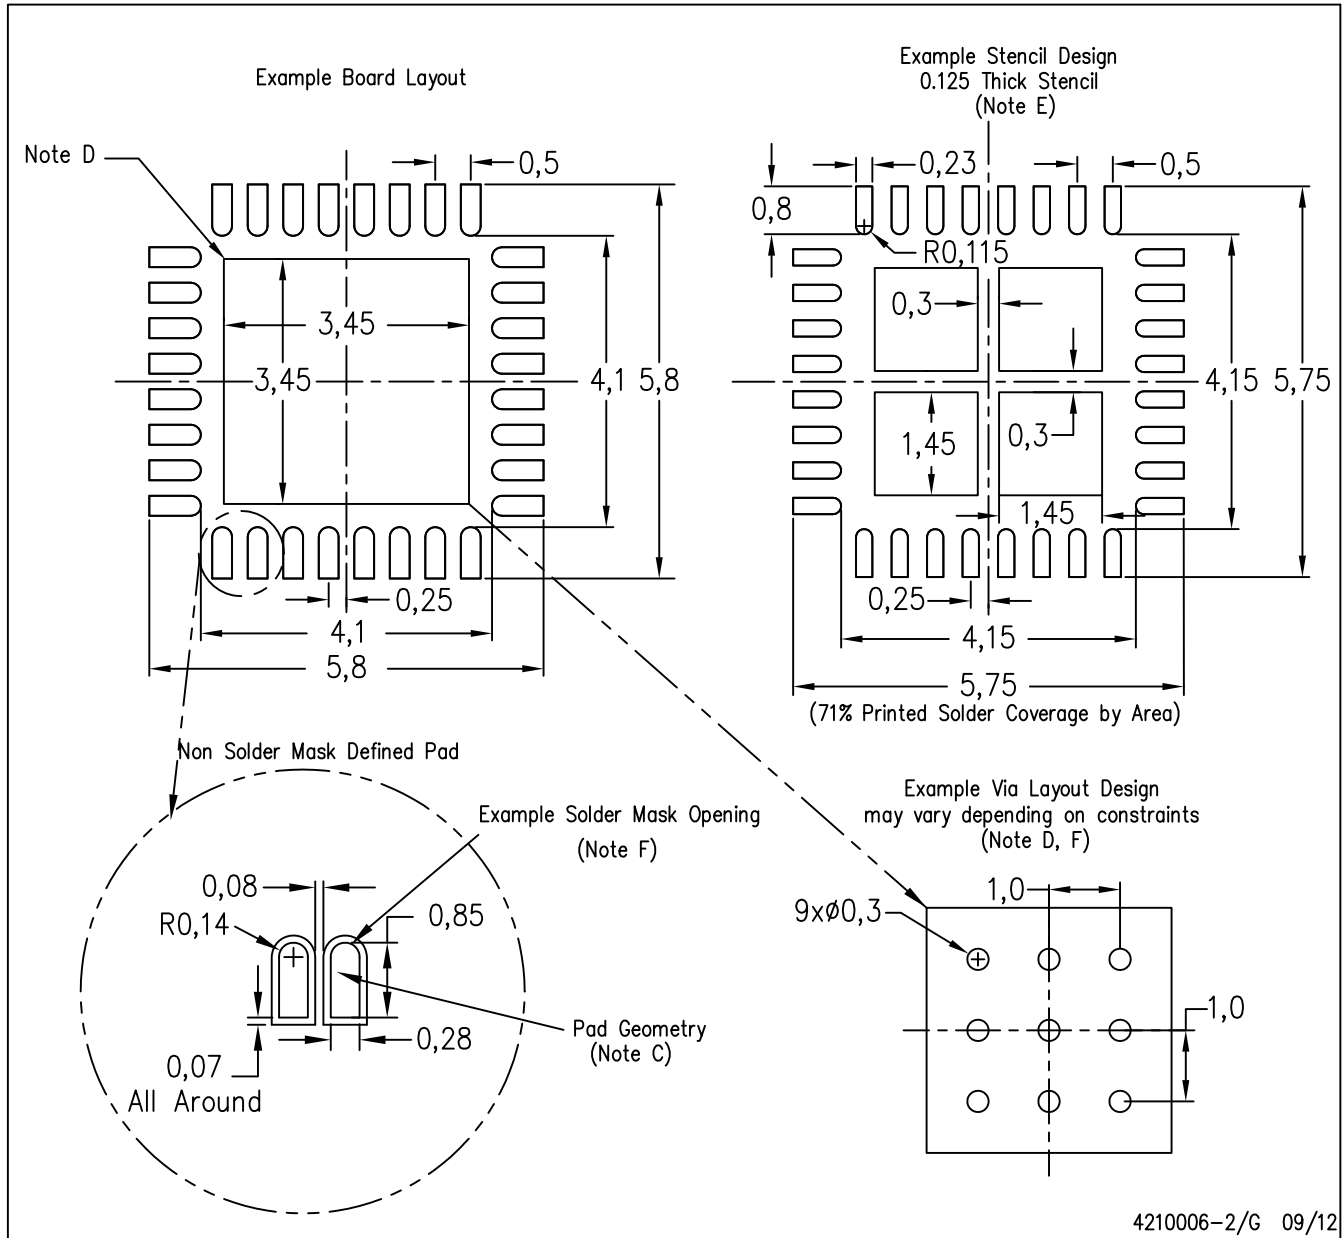 Example Board Layout
Note D
0,5
3,45
3,45
4,1
5,8
0,25
4,1
5,8
Example Stencil Design
0.125 Thick Stencil
(Note E)
0,23
0,5
0,8
R0,115
0,3
4,15
5,75
1,45
0,3
1,45
0,25
4,15
5,75
(71% Printed Solder Coverage by Area)
Non Solder Mask Defined Pad
Example Solder Mask Opening
(Note F)
0,08
R0,14
0,85
0,28
Pad Geometry
(Note C)
0,07
All Around
Example Via Layout Design
may vary depending on constraints
(Note D, F)
1,0
9xø0,3
1,0
4210006-2/G 09/12